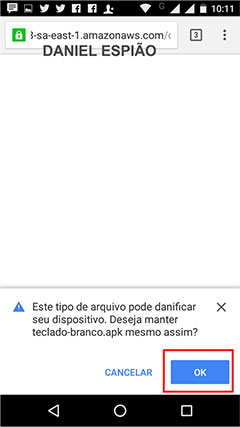 10:11
3-sa-east-1.amazonaws.com/c
3
DANIEL ESPIÃO
Este tipo de arquivo pode danificar
seu dispositivo. Deseja manter
teclado-branco.apk mesmo assim?
CANCELAR
OK